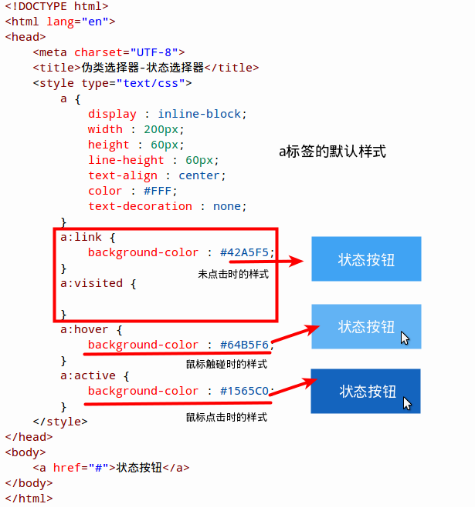 <!DOCTYPE html>
<html lang="en">
<head>
    <meta charset="UTF-8">
    <title>伪类选择器-状态选择器</title>
    <style type="text/css">
        a {
            display : inline-block;
            width : 200px;
            height : 60px;
            line-height : 60px;
            text-align : center;
            color : #FFF;
            text-decoration : none;
        }
a标签的默认样式
        a:link {
            background-color : #42A5F5;
        }
未点击时的样式
状态按钮
        a:visited {

        }
        a:hover {
            background-color : #64B5F6;
        }
鼠标触碰时的样式
状态按钮
        a:active {
            background-color : #1565C0;
        }
鼠标点击时的样式
状态按钮
    </style>
</head>
<body>
    <a href="#">状态按钮</a>
</body>
</html>